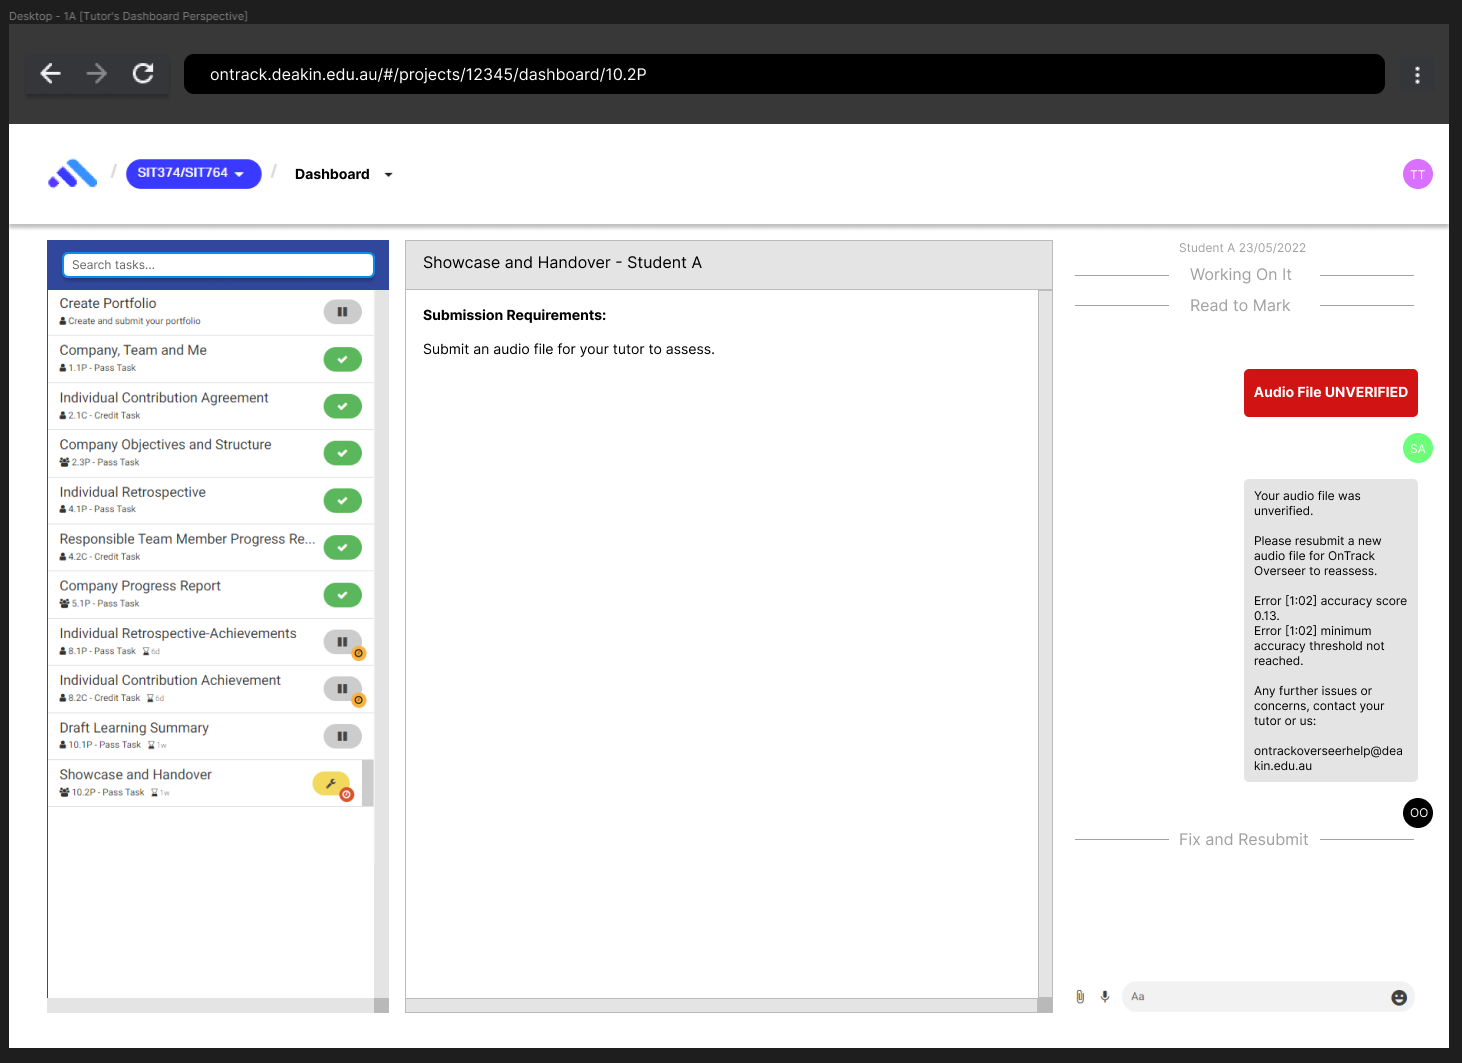 Desktop - 1A [Tutor's Dashboard Perspective]
ontrack.deakin.edu.au/#/projects/12345/dashboard/10.2P
/ SIT374/SIT764 / Dashboard
TT
Search tasks...
Create Portfolio
Create and submit your portfolio
Company, Team and Me
1.1P - Pass Task
Individual Contribution Agreement
2.1C - Credit Task
Company Objectives and Structure
2.3P - Pass Task
Individual Retrospective
4.1P - Pass Task
Responsible Team Member Progress Re...
4.2C - Credit Task
Company Progress Report
5.1P - Pass Task
Individual Retrospective-Achievements
8.1P - Pass Task 6d
Individual Contribution Achievement
8.2C - Credit Task 6d
Draft Learning Summary
10.1P - Pass Task 1w
Showcase and Handover
10.2P - Pass Task 1w
Showcase and Handover - Student A
Submission Requirements:
Submit an audio file for your tutor to assess.
Student A 23/05/2022
Working On It
Read to Mark
Audio File UNVERIFIED
SA
Your audio file was
unverified.
Please resubmit a new
audio file for OnTrack
Overseer to reassess.
Error [1:02] accuracy score
0.13.
Error [1:02] minimum
accuracy threshold not
reached.
Any further issues or
concerns, contact your
tutor or us:
ontrackoverseerhelp@dea
kin.edu.au
OO
Fix and Resubmit
Aa